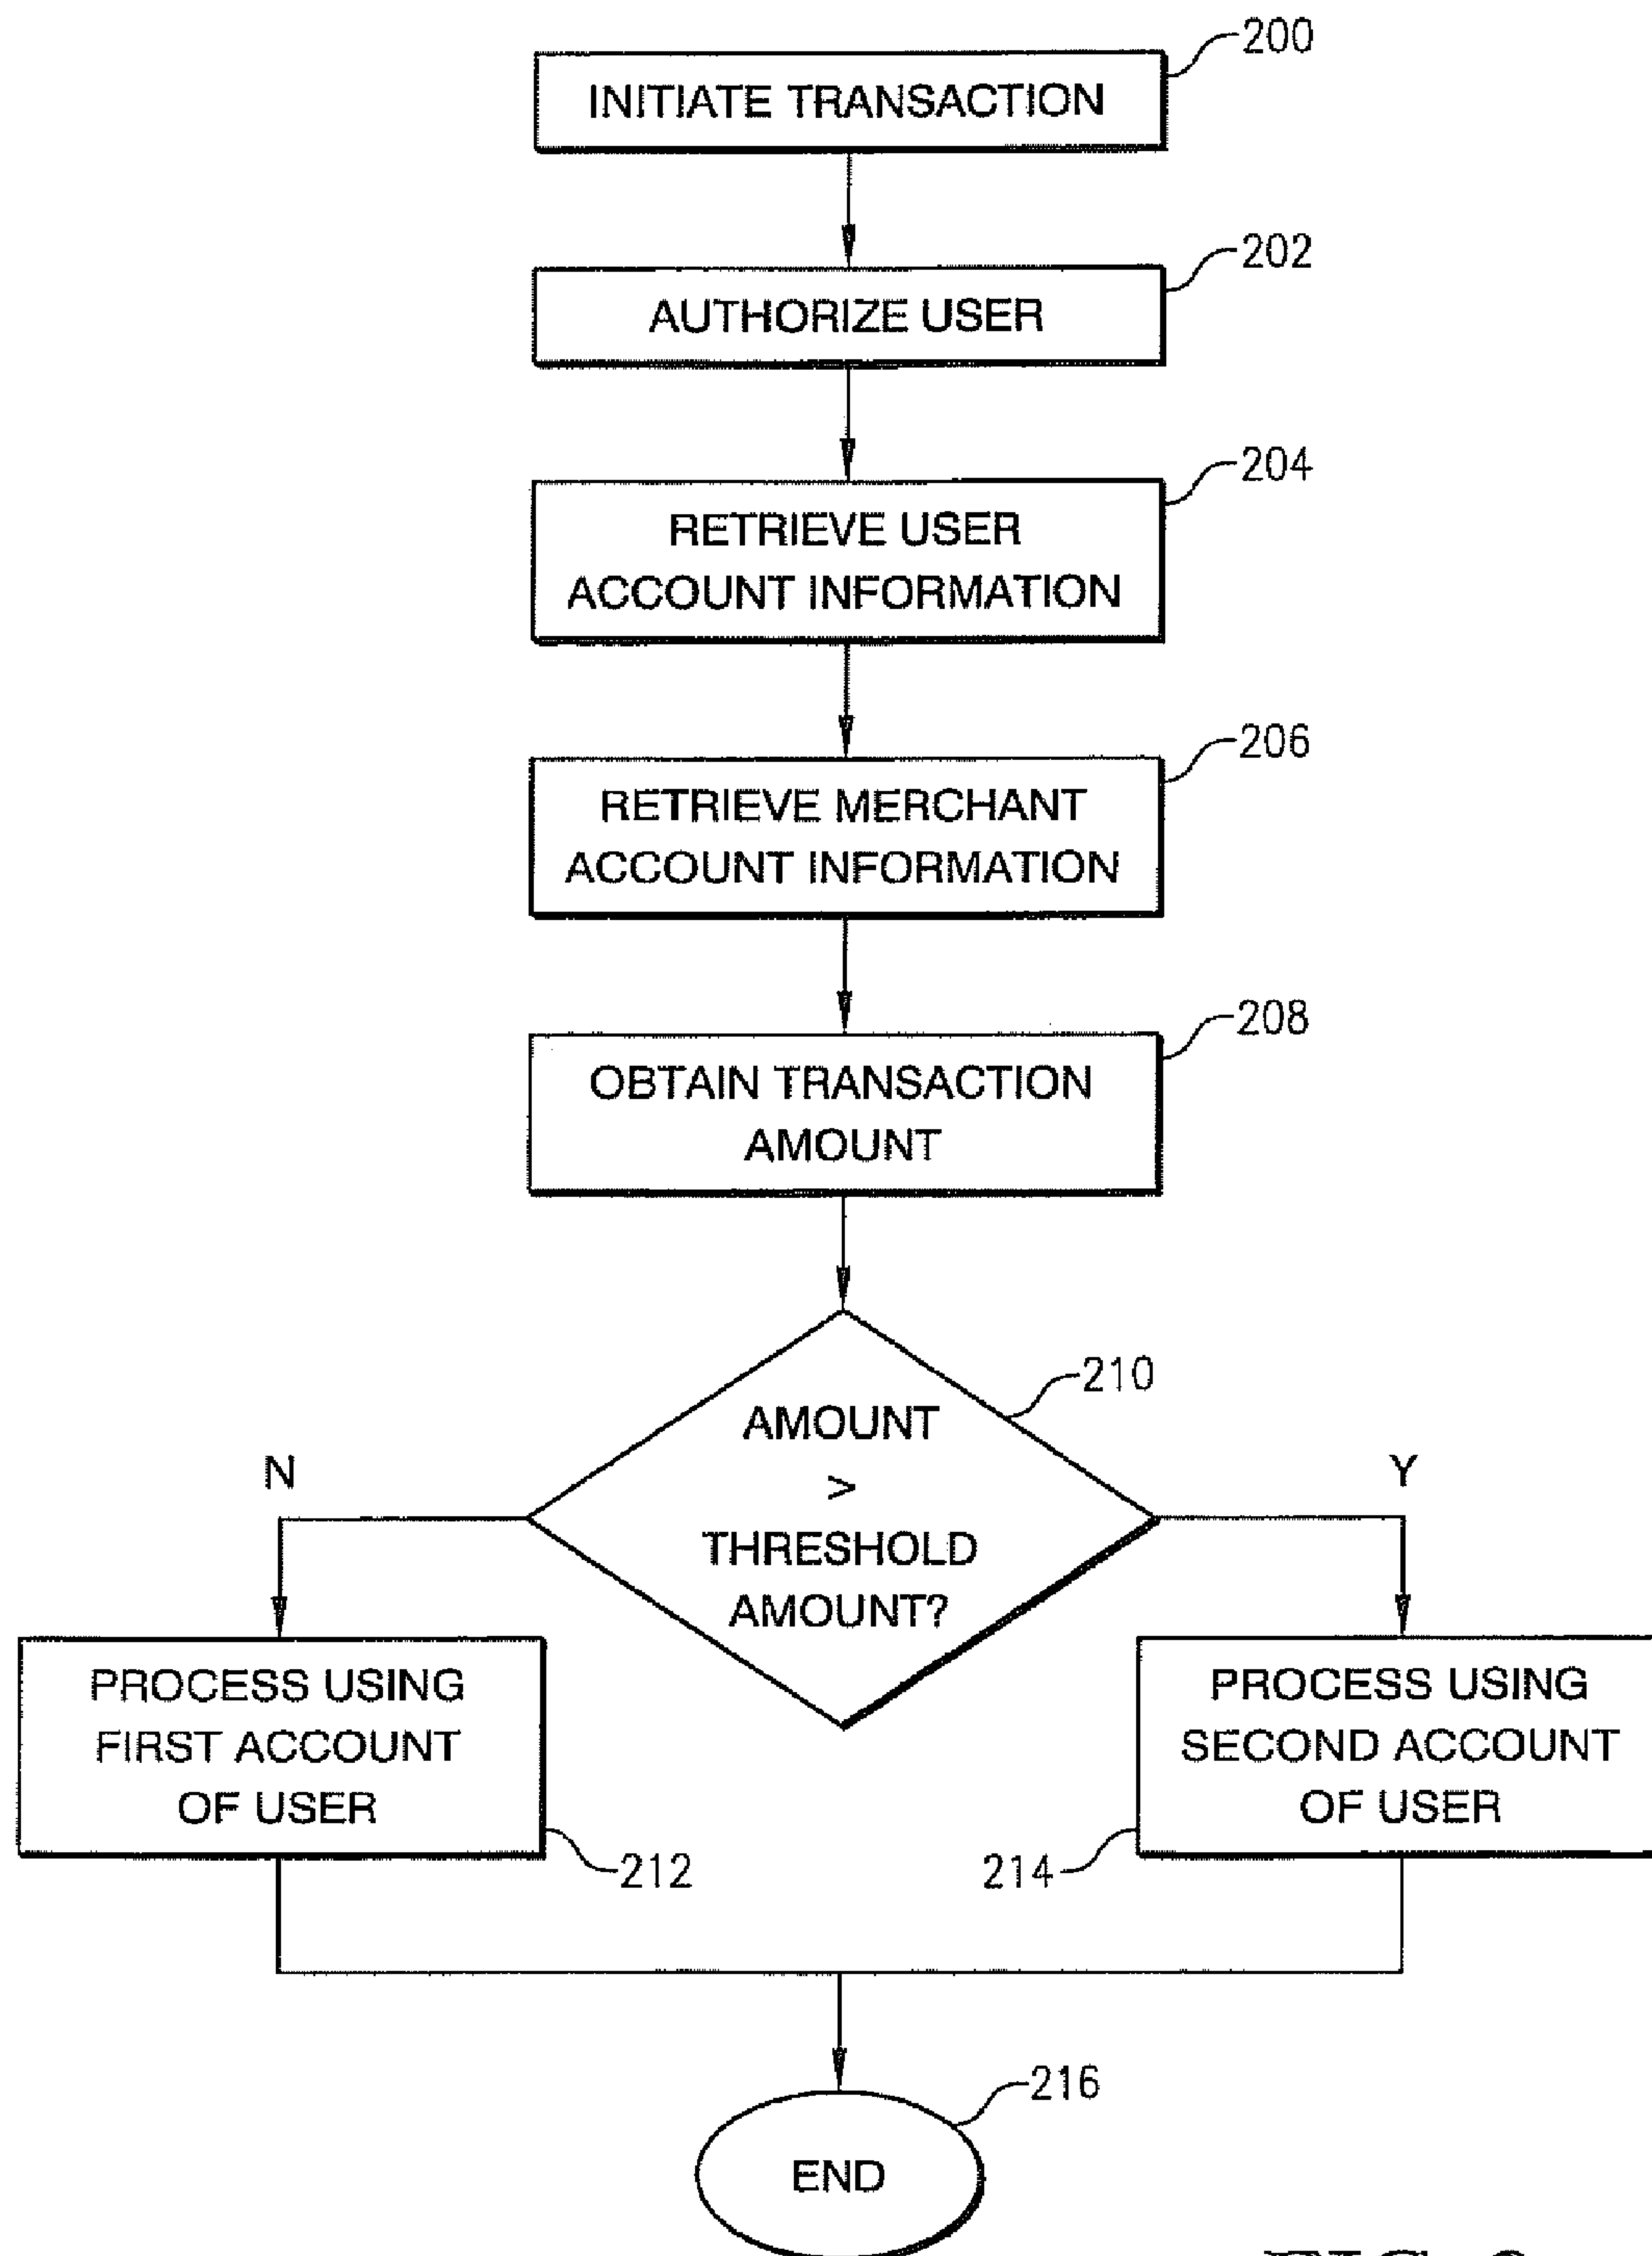 200
INITIATE TRANSACTION
202
AUTHORIZE USER
204
RETRIEVE USER
ACCOUNT INFORMATION
206
RETRIEVE MERCHANT
ACCOUNT INFORMATION
208
OBTAIN TRANSACTION
AMOUNT
210
AMOUNT
>
THRESHOLD
AMOUNT?
N
Y
PROCESS USING
FIRST ACCOUNT
OF USER
212
PROCESS USING
SECOND ACCOUNT
OF USER
214
216
END